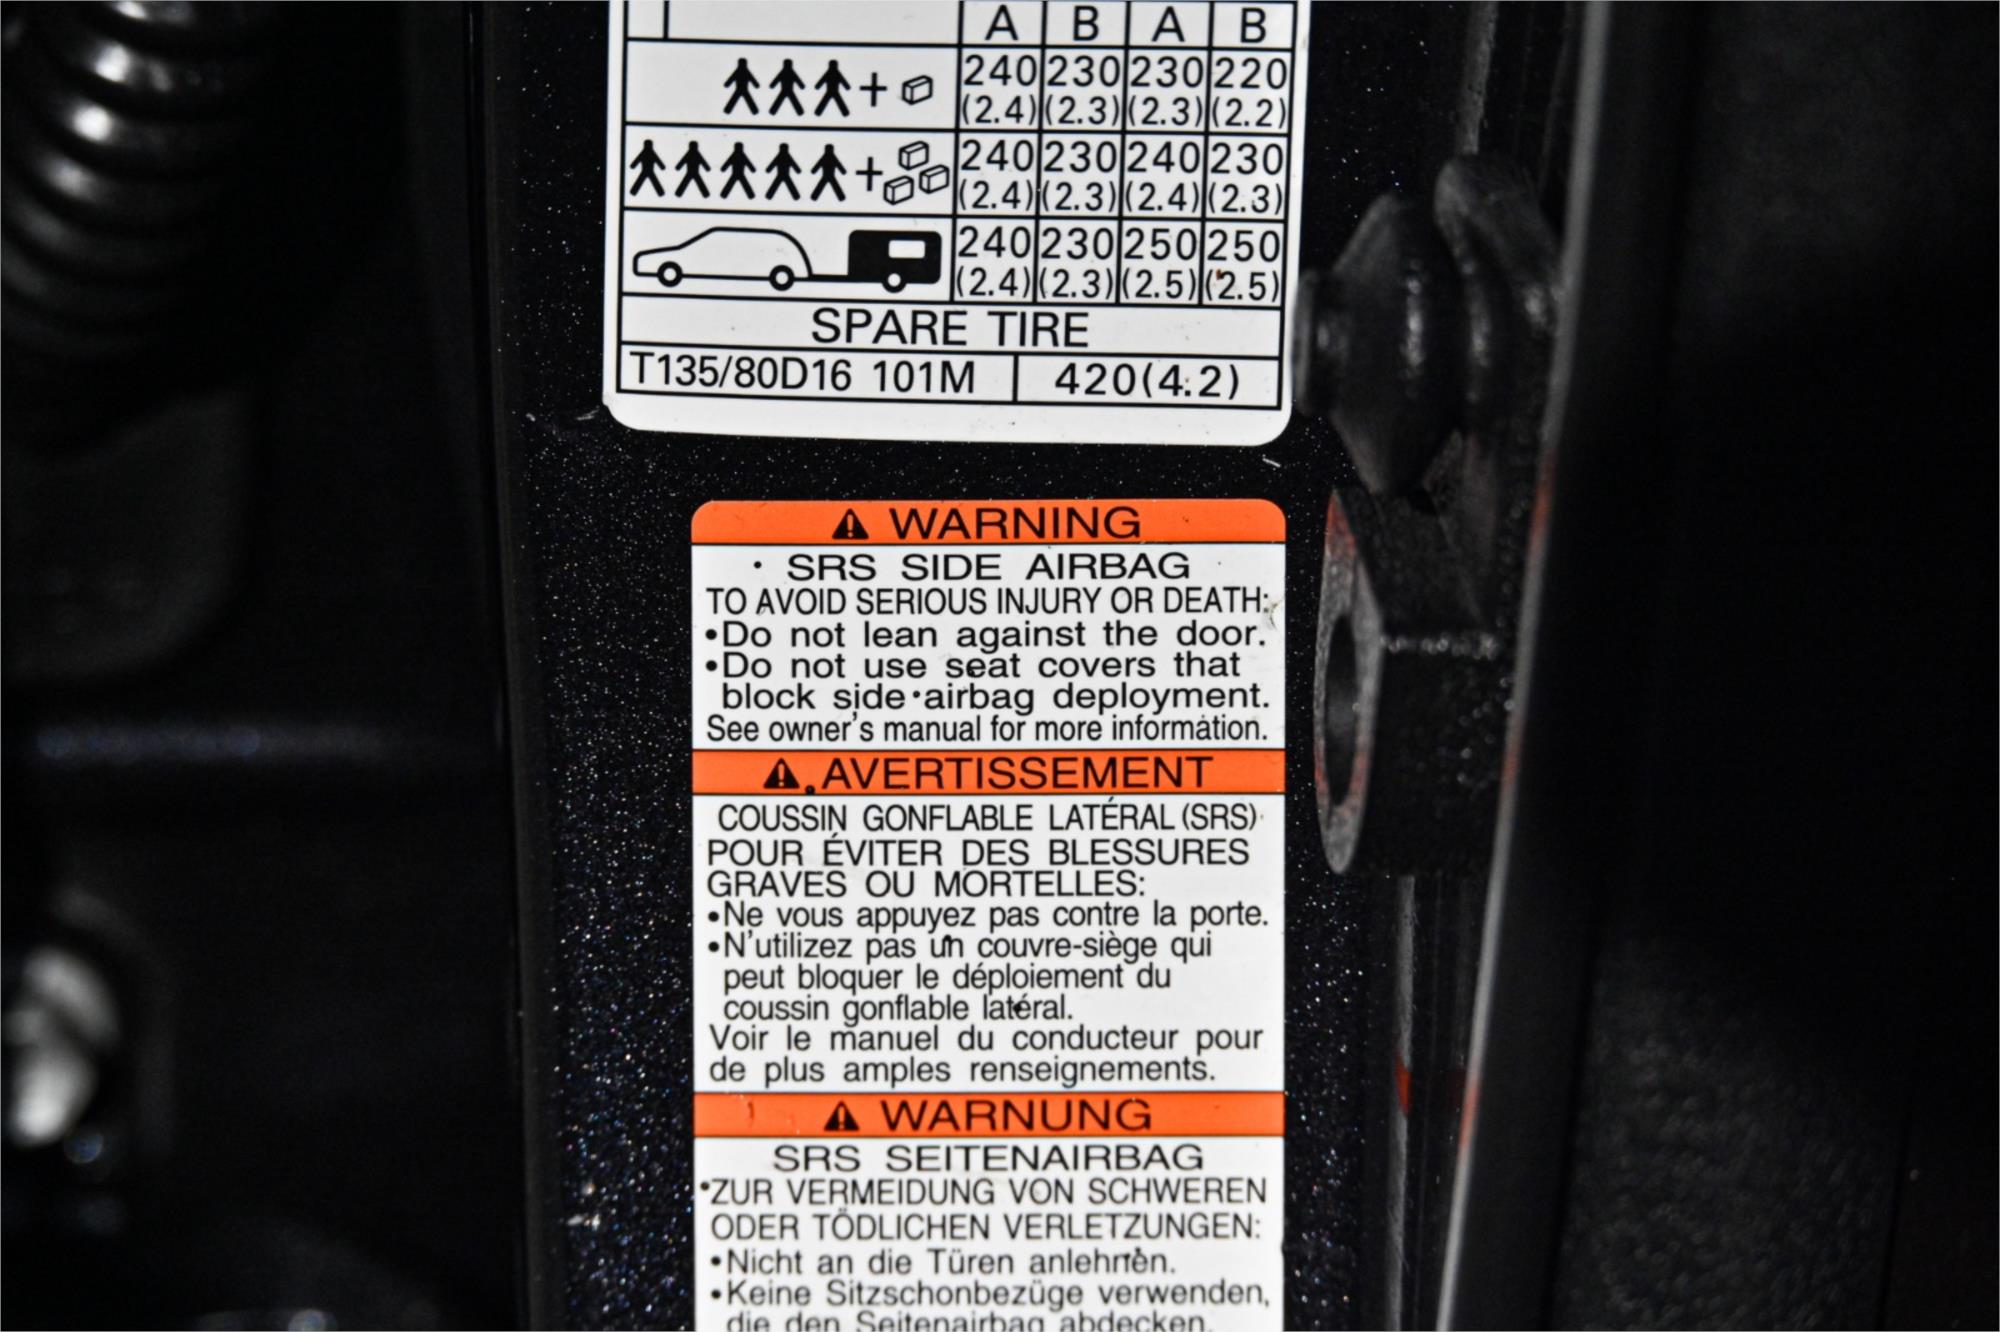 A B A B
+ 240 230 230 220
(2.4) (2.3) (2.3) (2.2)
+ 240 230 240 230
(2.4) (2.3) (2.4) (2.3)
240 230 250 250
(2.4) (2.3) (2.5) (2.5)
SPARE TIRE
T135/80D16 101M 420(4.2)
WARNING
SRS SIDE AIRBAG
TO AVOID SERIOUS INJURY OR DEATH:
•Do not lean against the door.
•Do not use seat covers that
block side airbag deployment.
See owner's manual for more information.
AVERTISSEMENT
COUSSIN GONFLABLE LATÉRAL (SRS)
POUR ÉVITER DES BLESSURES
GRAVES OU MORTELLES:
•Ne vous appuyez pas contre la porte.
•N'utilizez pas un couvre-siège qui
peut bloquer le déploiement du
coussin gonflable latéral.
Voir le manuel du conducteur pour
de plus amples renseignements.
WARNUNG
SRS SEITENAIRBAG
ZUR VERMEIDUNG VON SCHWEREN
ODER TÖDLICHEN VERLETZUNGEN:
•Nicht an die Türen anlehnen.
•Keine Sitzschonbezüge verwenden,
die den Seitenairbag abdecken.